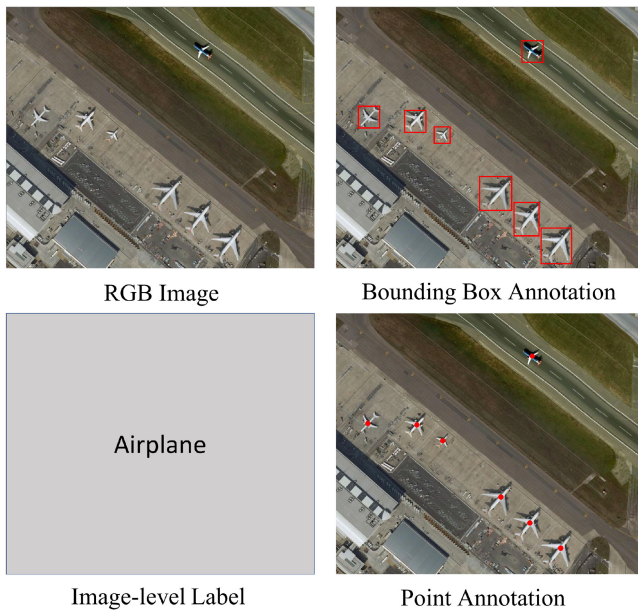 RGB Image
Bounding Box Annotation
Airplane
Image-level Label
Point Annotation